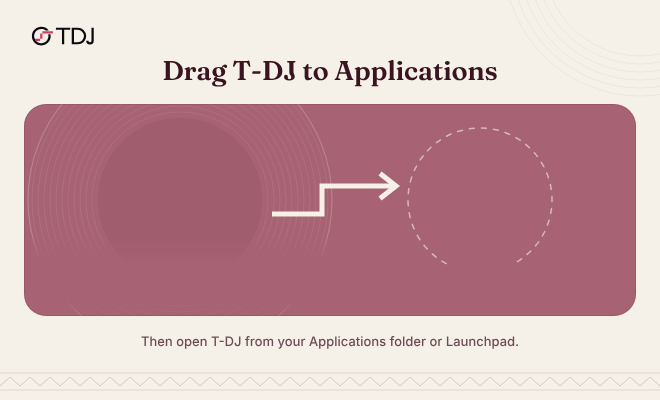 TDJ
Drag T-DJ to Applications
Then open T-DJ from your Applications folder or Launchpad.